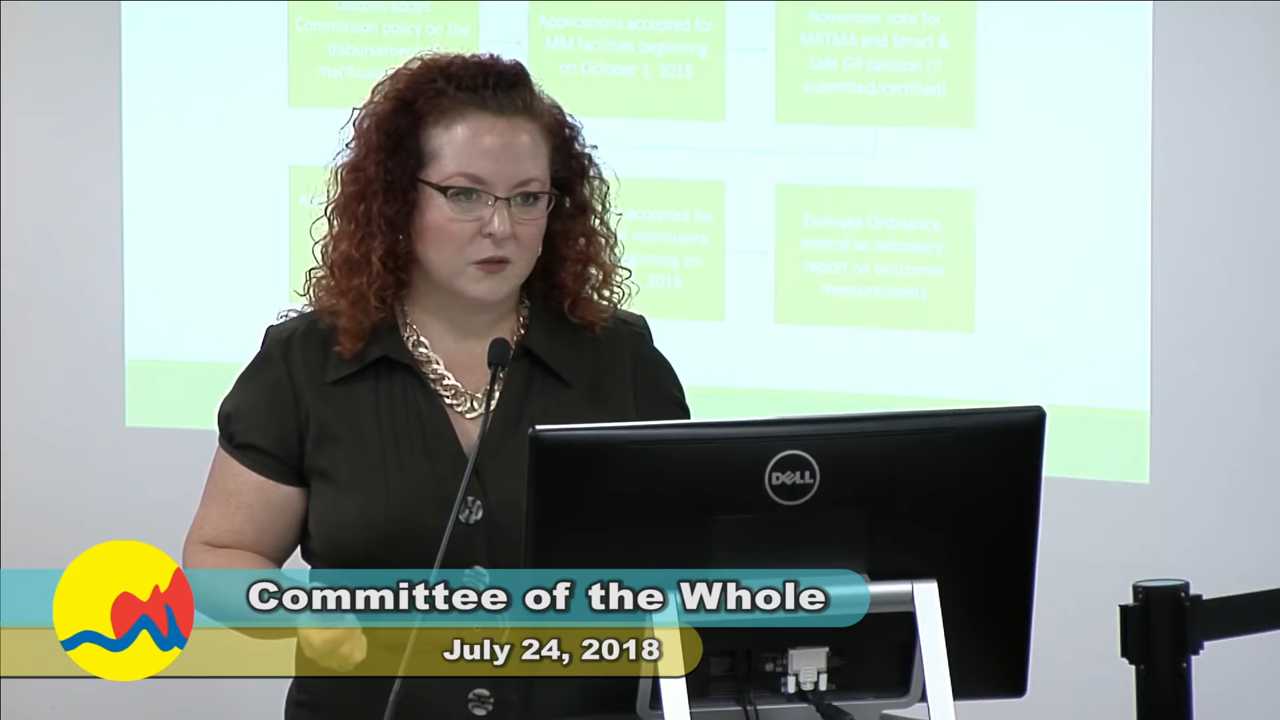 Commission policy on the
disbursement
Applications accepted for
MM facilities beginning
on October 1, 2018
November vote for
MRTMA and Smart &
Safe GR petition (if
submitted/certified)
accepted for
marihuana
beginning on
2019
Evaluate Ordinance,
amend as necessary,
report on outcomes
measurements
DELL
Committee of the Whole
July 24, 2018